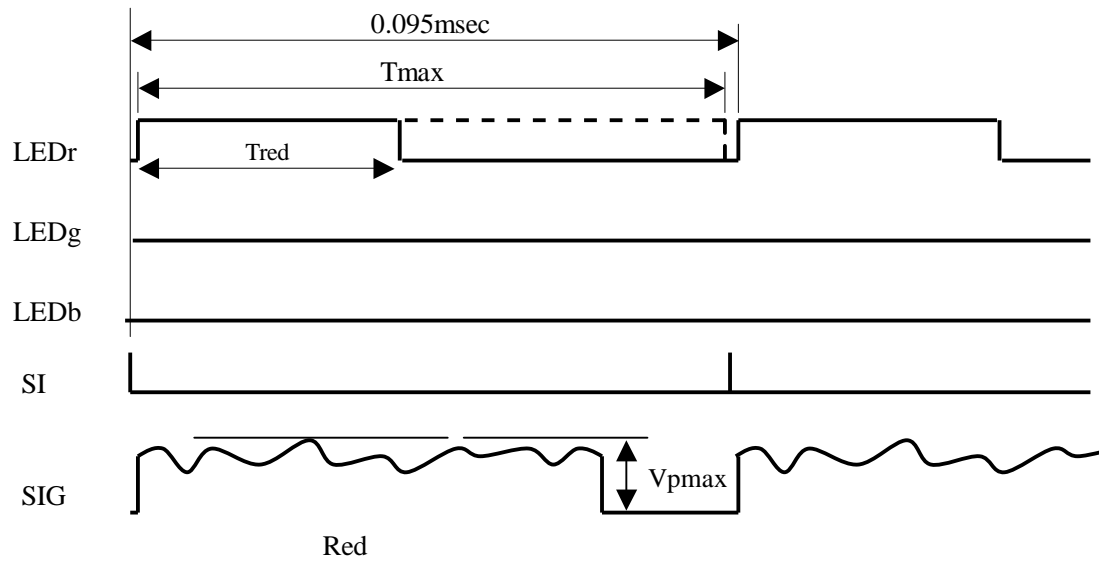 0.095msec
Tmax
LEDr
Tred
LEDg
LEDb
SI
SIG
Vpmax
Red